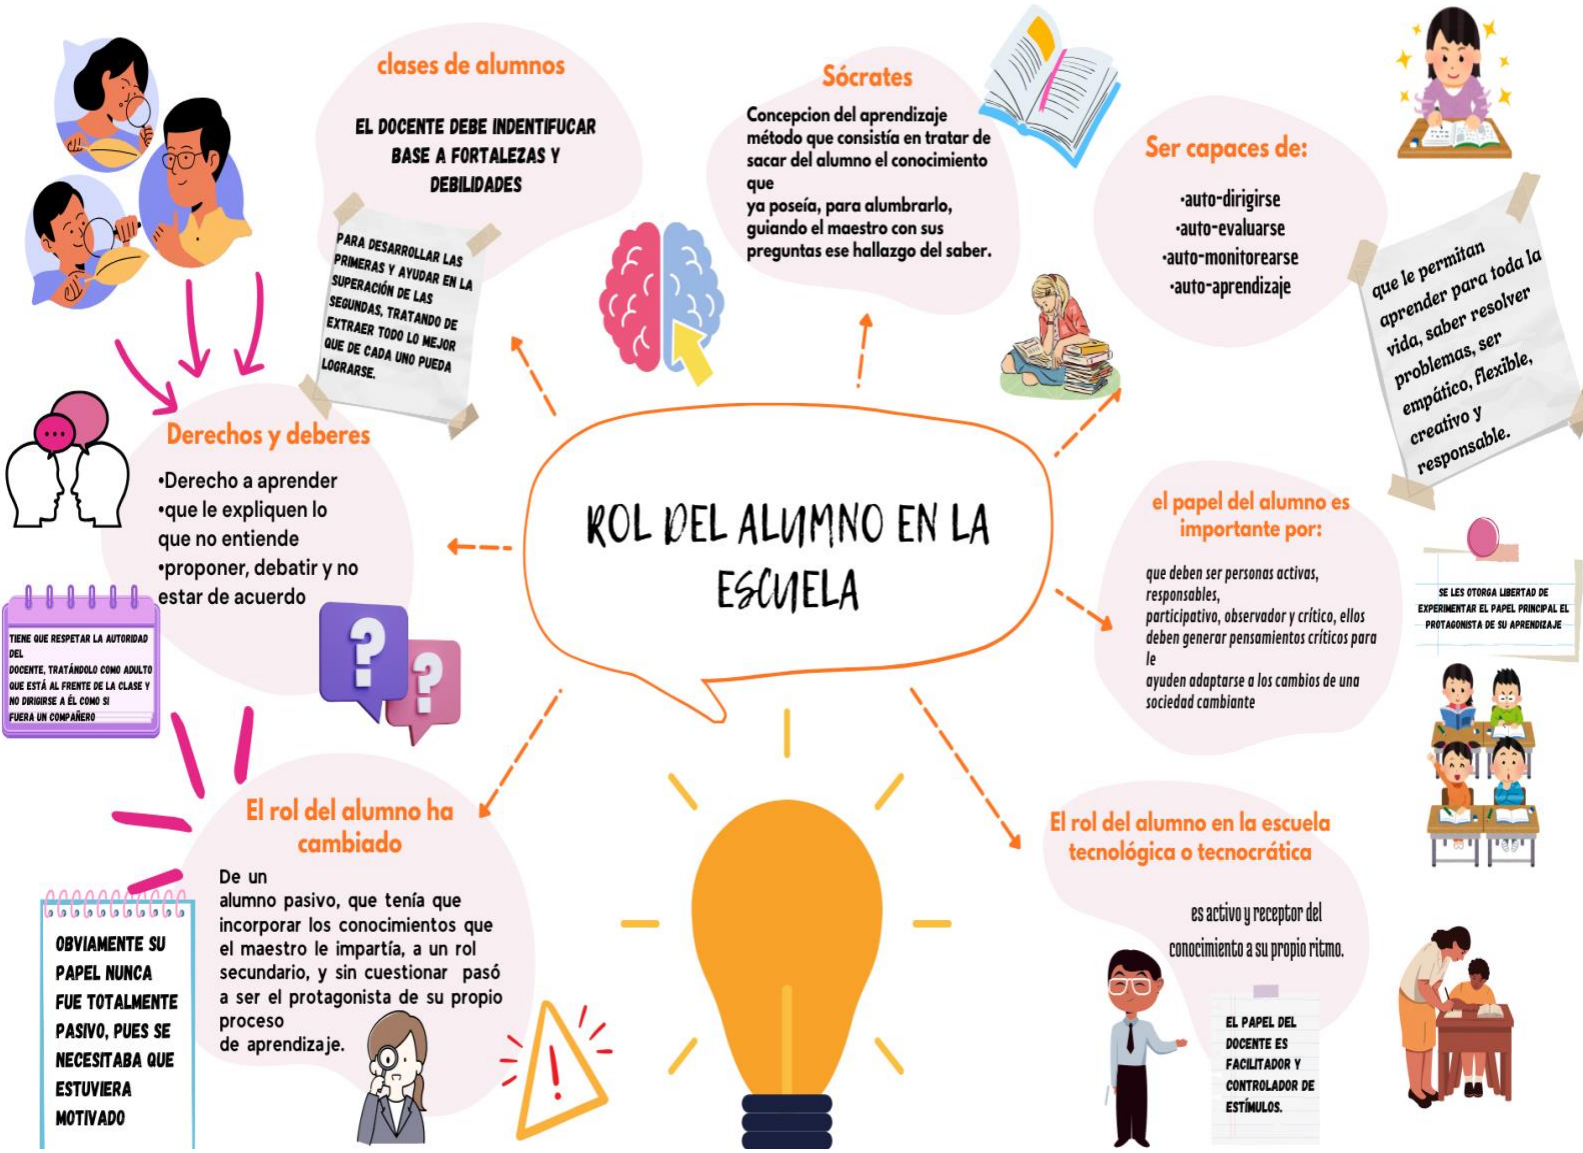 clases de alumnos
EL DOCENTE DEBE INDENTIFUCAR
BASE A FORTALEZAS Y
DEBILIDADES
PARA DESARROLLAR LAS
PRIMERAS Y AYUDAR EN LA
SUPERACIÓN DE LAS
SEGUNDAS, TRATANDO DE
EXTRAER TODO LO MEJOR
QUE DE CADA UNO PUEDA
LOGRARSE.
Sócrates
Concepcion del aprendizaje
método que consistía en tratar de
sacar del alumno el conocimiento
que
ya poseía, para alumbrarlo,
guiando el maestro con sus
preguntas ese hallazgo del saber.
Ser capaces de:
•auto-dirigirse
•auto-evaluarse
•auto-monitorearse
•auto-aprendizaje
que le permitan
aprender para toda la
vida, saber resolver
problemas, ser
empático, flexible,
creativo y
responsable.
Derechos y deberes
•Derecho a aprender
•que le expliquen lo
que no entiende
•proponer, debatir y no
estar de acuerdo
TIENE QUE RESPETAR LA AUTORIDAD
DEL
DOCENTE, TRATÁNDOLO COMO ADULTO
QUE ESTÁ AL FRENTE DE LA CLASE Y
NO DIRIGIRSE A ÉL COMO SI
FUERA UN COMPAÑERO
? ?
ROL DEL ALUMNO EN LA
ESCUELA
el papel del alumno es
importante por:
que deben ser personas activas,
responsables,
participativo, observador y crítico, ellos
deben generar pensamientos críticos para
le
ayuden adaptarse a los cambios de una
sociedad cambiante
SE LES OTORGA LIBERTAD DE
EXPERIMENTAR EL PAPEL PRINCIPAL EL
PROTAGONISTA DE SU APRENDIZAJE
El rol del alumno ha
cambiado
De un
alumno pasivo, que tenía que
incorporar los conocimientos que
el maestro le impartía, a un rol
secundario, y sin cuestionar pasó
a ser el protagonista de su propio
proceso
de aprendizaje.
OBVIAMENTE SU
PAPEL NUNCA
FUE TOTALMENTE
PASIVO, PUES SE
NECESITABA QUE
ESTUVIERA
MOTIVADO
!
El rol del alumno en la escuela
tecnológica o tecnocrática
es activo y receptor del
conocimiento a su propio ritmo.
EL PAPEL DEL
DOCENTE ES
FACILITADOR Y
CONTROLADOR DE
ESTÍMULOS.